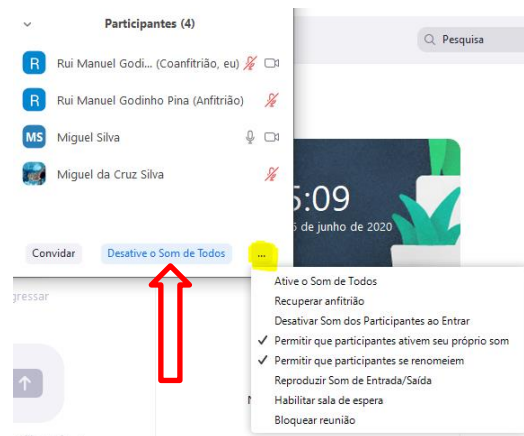 Participantes (4)
Pesquisa
R Rui Manuel Godi... (Coanfitrião, eu)
R Rui Manuel Godinho Pina (Anfitrião)
MS Miguel Silva
Miguel da Cruz Silva
5:09
de junho de 2020
Convidar Desative o Som de Todos ...
gressar
Ative o Som de Todos
Recuperar anfitrião
Desativar Som dos Participantes ao Entrar
✓ Permitir que participantes ativem seu próprio som
✓ Permitir que participantes se renomeiem
Reproduzir Som de Entrada/Saída
Habilitar sala de espera
Bloquear reunião